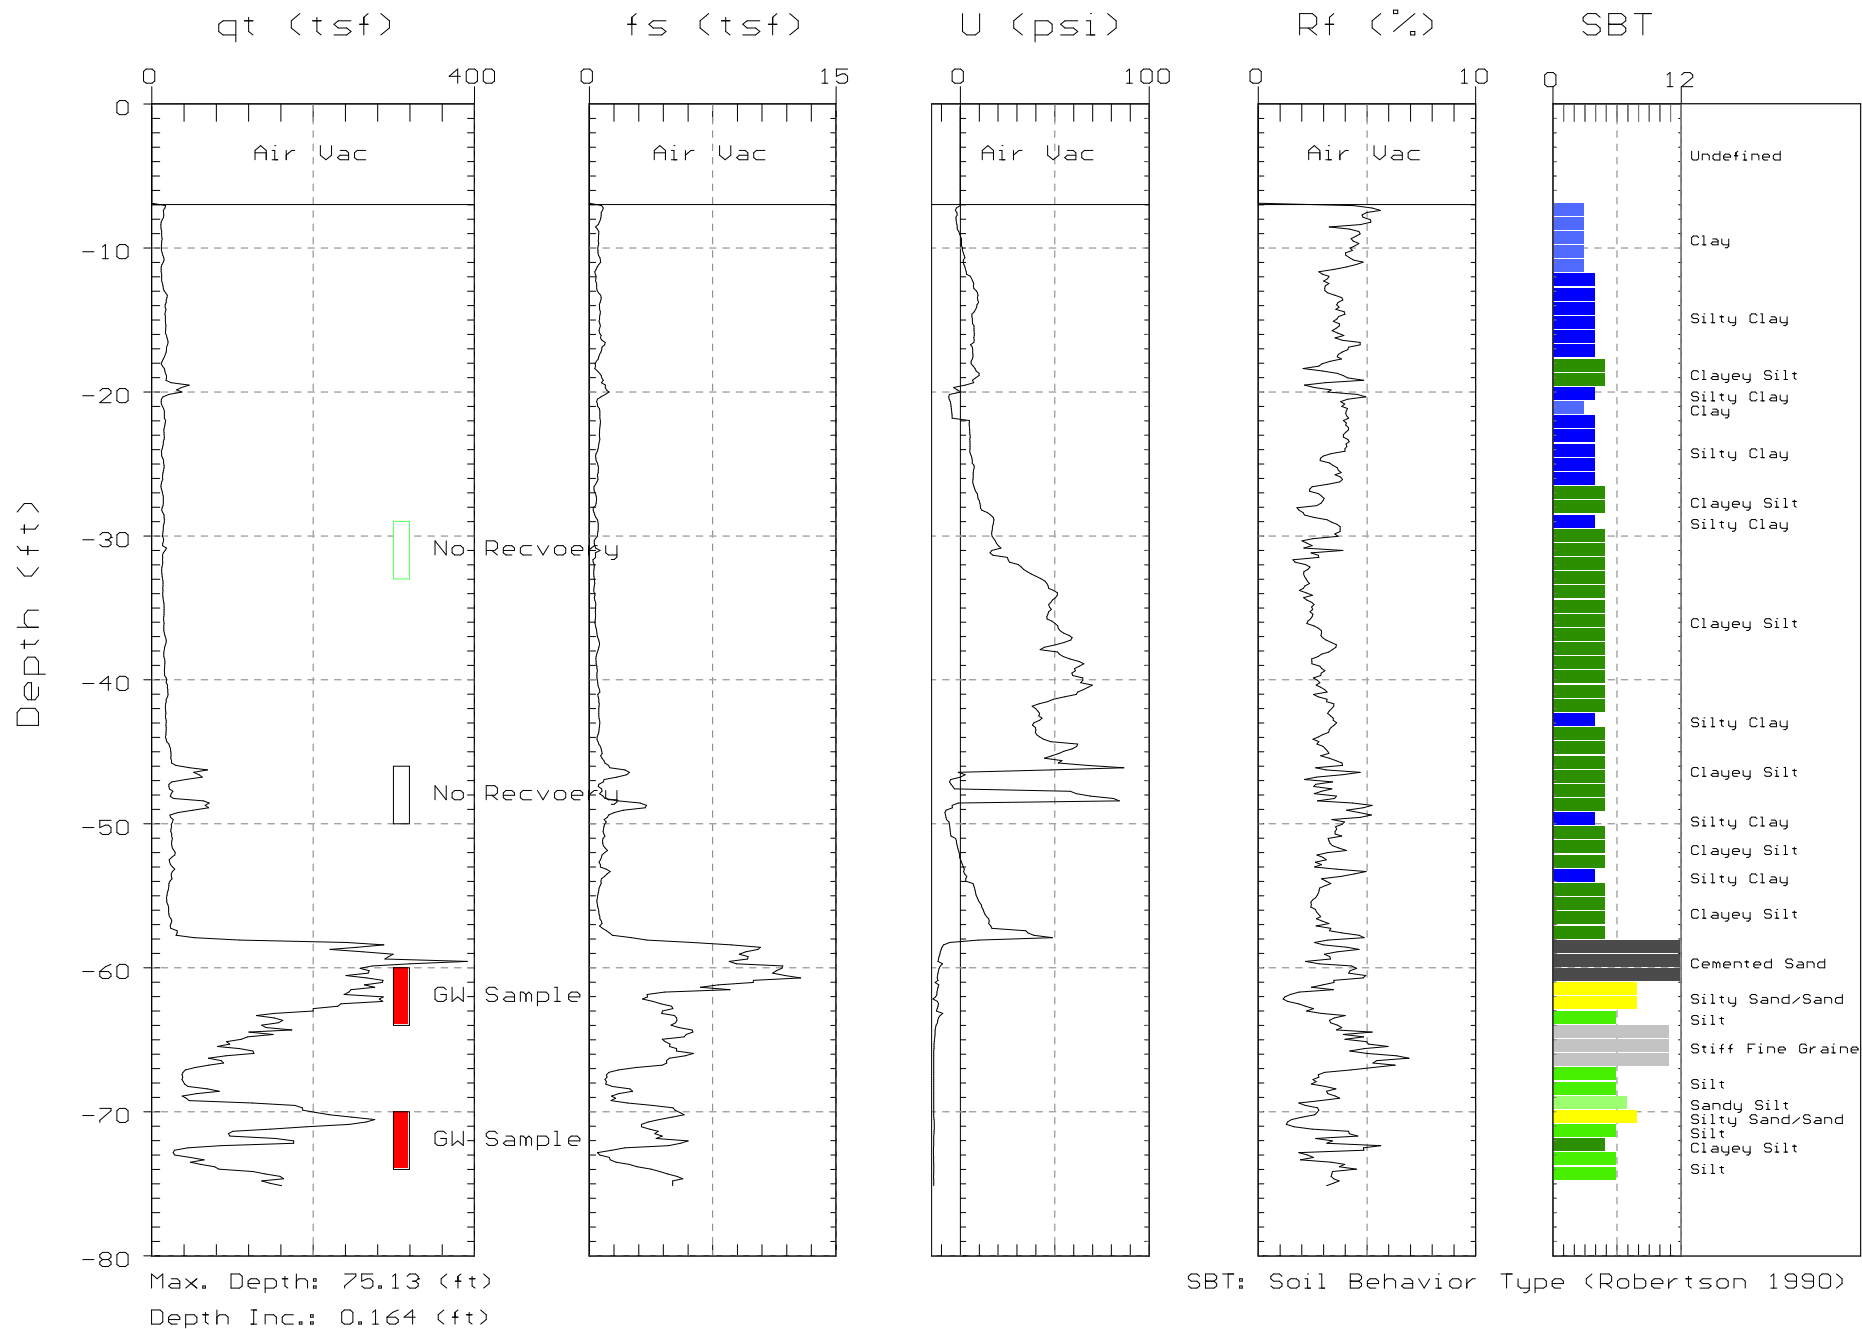 qt (tsf) fs (tsf) U (psi) Rf (%) SBT
0 400 0 15 0 100 0 10 0 12
0
Air Vac Air Vac Air Vac Air Vac Undefined
-10 Clay
Silty Clay
Clayey Silt
-20 Silty Clay
Clay
Silty Clay
Clayey Silt
Silty Clay
-30
No Recvoery
Depth (ft)
Clayey Silt
-40
Silty Clay
Clayey Silt
No Recvoery
-50 Silty Clay
Clayey Silt
Silty Clay
Clayey Silt
-60 Cemented Sand
GW Sample Silty Sand/Sand
Silt
Stiff Fine Graine
Silt
-70 Sandy Silt
Silty Sand/Sand
Silt
GW Sample Clayey Silt
Silt
-80
Max. Depth: 75.13 (ft) SBT: Soil Behavior Type (Robertson 1990)
Depth Inc.: 0.164 (ft)